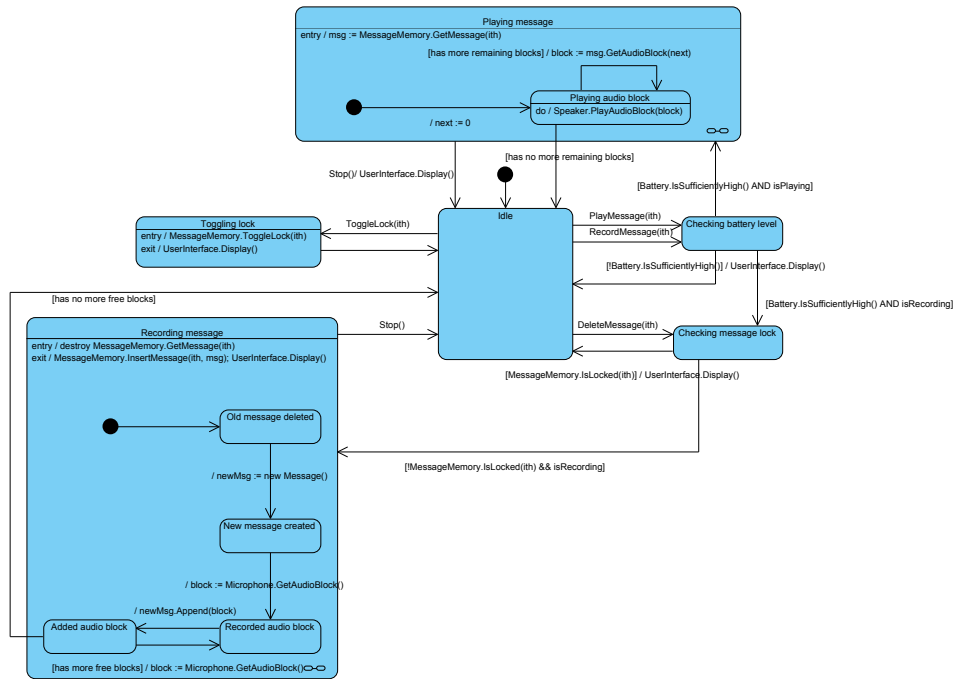 Playing message
entry / msg := MessageMemory.GetMessage(ith)
[has more remaining blocks] / block := msg.GetAudioBlock(next)
Playing audio block
do / Speaker.PlayAudioBlock(block)
/ next := 0
[has no more remaining blocks]
Stop()/ UserInterface.Display()
[Battery.IsSufficientlyHigh() AND isPlaying]
Idle
Toggling lock
entry / MessageMemory.ToggleLock(ith)
exit / UserInterface.Display()
ToggleLock(ith)
PlayMessage(ith)
RecordMessage(ith)
Checking battery level
[!Battery.IsSufficientlyHigh()] / UserInterface.Display()
[has no more free blocks]
[Battery.IsSufficientlyHigh() AND isRecording]
Recording message
entry / destroy MessageMemory.GetMessage(ith)
exit / MessageMemory.InsertMessage(ith, msg); UserInterface.Display()
Stop()
DeleteMessage(ith)
Checking message lock
[MessageMemory.IsLocked(ith)] / UserInterface.Display()
Old message deleted
[!MessageMemory.IsLocked(ith) && isRecording]
/ newMsg := new Message()
New message created
/ block := Microphone.GetAudioBlock()
/ newMsg.Append(block)
Added audio block
Recorded audio block
[has more free blocks] / block := Microphone.GetAudioBlock()